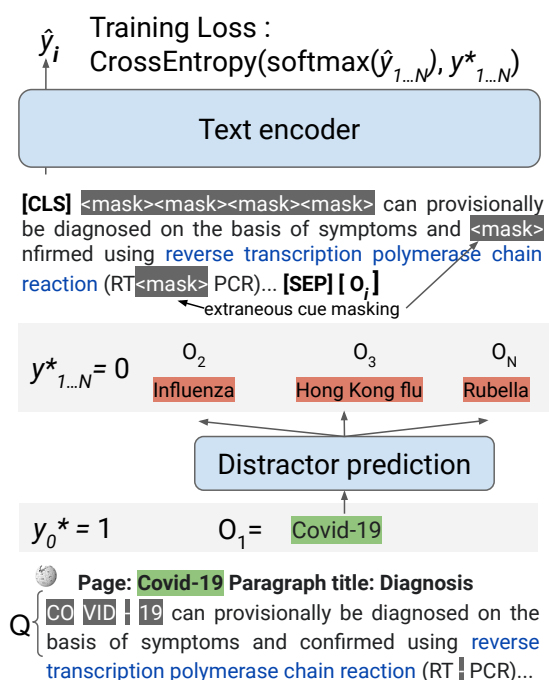 ŷi Training Loss :
CrossEntropy(softmax(ŷ1...N), y*1...N)
Text encoder
[CLS] <mask><mask><mask><mask> can provisionally
be diagnosed on the basis of symptoms and <mask>
nfirmed using reverse transcription polymerase chain
reaction (RT<mask> PCR)... [SEP] [ Oi ]
extraneous cue masking
y*1...N= 0 O2 O3 ON
Influenza Hong Kong flu Rubella
Distractor prediction
y0* = 1 O1= Covid-19
Page: Covid-19 Paragraph title: Diagnosis
Q CO VID - 19 can provisionally be diagnosed on the
basis of symptoms and confirmed using reverse
transcription polymerase chain reaction (RT - PCR)...